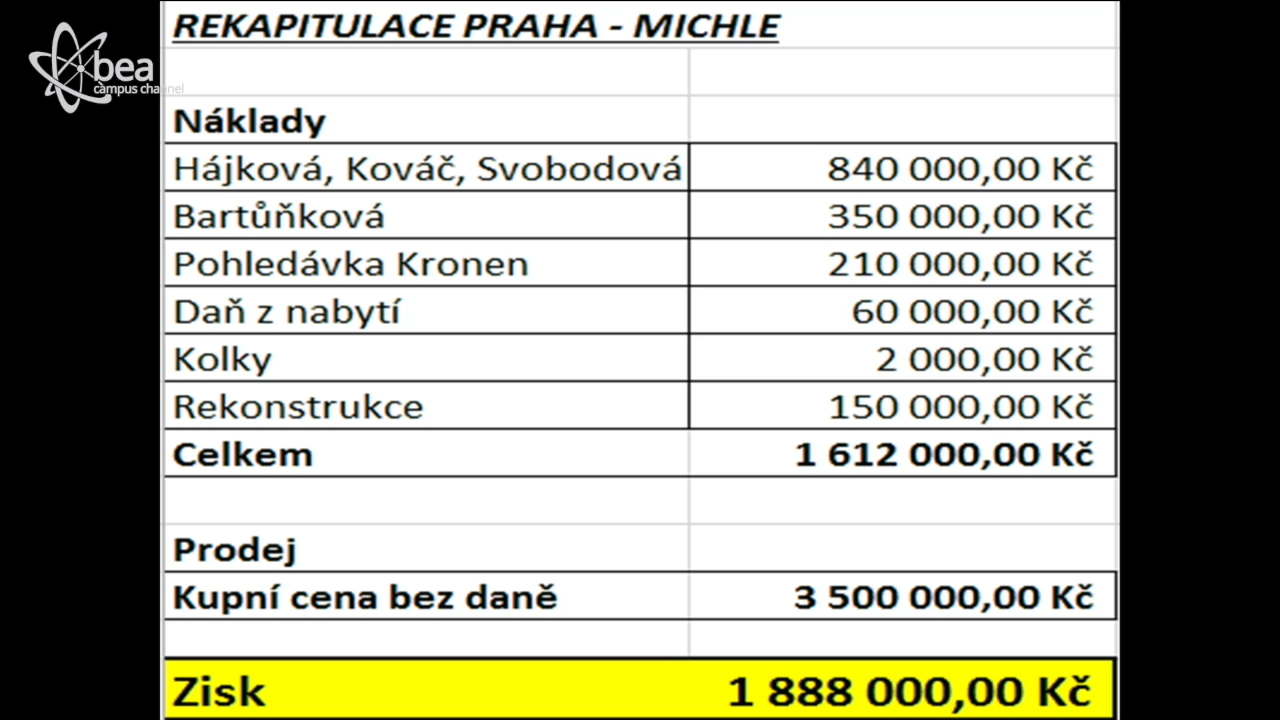 bea
càmpus channel
REKAPITULACE PRAHA - MICHLE
Náklady
Hájková, Kováč, Svobodová 840 000,00 Kč
Bartůňková 350 000,00 Kč
Pohledávka Kronen 210 000,00 Kč
Daň z nabytí 60 000,00 Kč
Kolky 2 000,00 Kč
Rekonstrukce 150 000,00 Kč
Celkem 1 612 000,00 Kč
Prodej
Kupní cena bez daně 3 500 000,00 Kč
Zisk 1 888 000,00 Kč